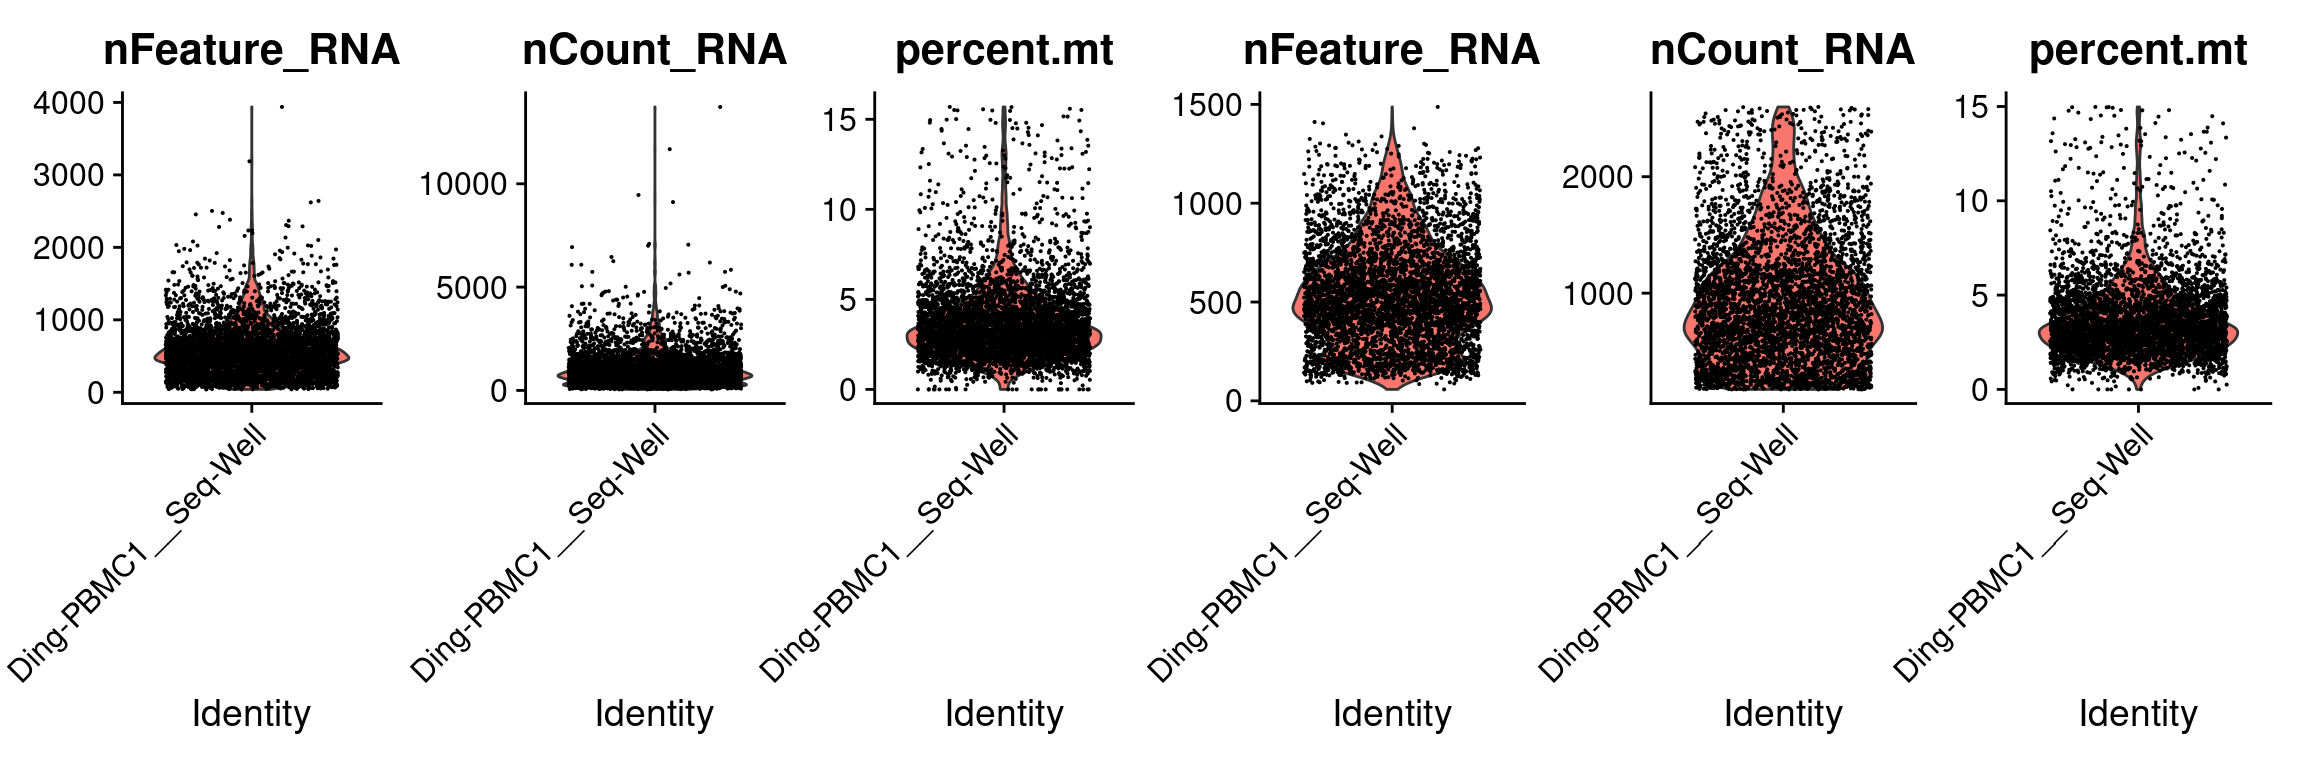 nFeature_RNA
4000
3000
2000
1000
0
Ding-PBMC1__Seq-Well
Identity
nCount_RNA
10000
5000
0
Ding-PBMC1__Seq-Well
Identity
percent.mt
15
10
5
0
Ding-PBMC1__Seq-Well
Identity
nFeature_RNA
1500
1000
500
0
Ding-PBMC1__Seq-Well
Identity
nCount_RNA
2000
1000
Ding-PBMC1__Seq-Well
Identity
percent.mt
15
10
5
0
Ding-PBMC1__Seq-Well
Identity